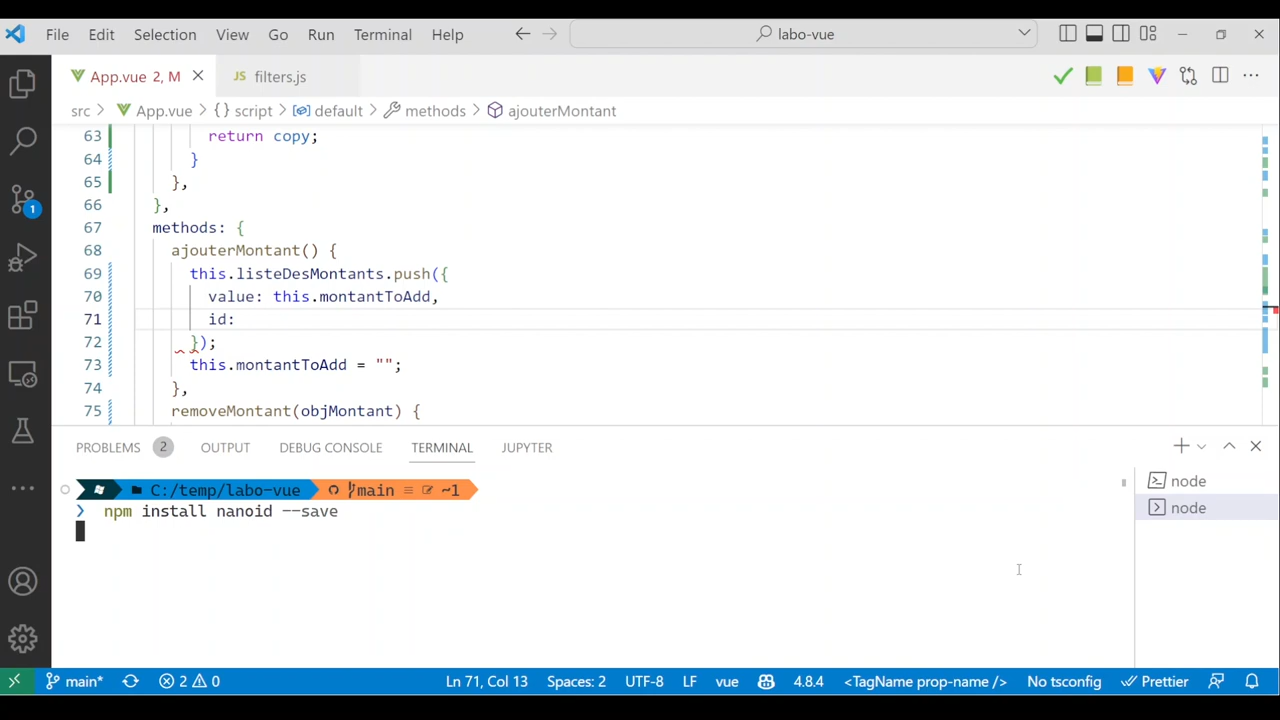 File Edit Selection View Go Run Terminal Help labo-vue
App.vue 2, M JS filters.js
src App.vue {} script default methods ajouterMontant
63 return copy;
64 }
65 },
66 },
67 methods: {
68 ajouterMontant() {
69 this.listeDesMontants.push({
70 value: this.montantToAdd,
71 id:
72 });
73 this.montantToAdd = "";
74 },
75 removeMontant(objMontant) {
1
PROBLEMS 2 OUTPUT DEBUG CONSOLE TERMINAL JUPYTER
C:/temp/labo-vue main ≡ ~1
npm install nanoid --save
node
node
main* 2 0 Ln 71, Col 13 Spaces: 2 UTF-8 LF vue 4.8.4 <TagName prop-name /> No tsconfig Prettier